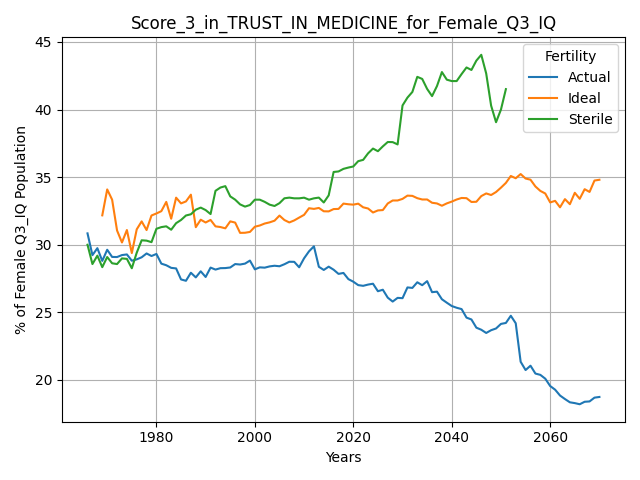 Score_3_in_TRUST_IN_MEDICINE_for_Female_Q3_IQ
% of Female Q3_IQ Population
45
40
35
30
25
20
Fertility
Actual
Ideal
Sterile
1980
2000
2020
2040
2060
Years